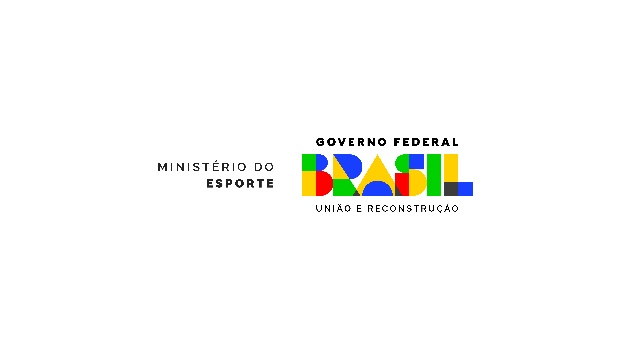 MINISTÉRIO DO
ESPORTE
GOVERNO FEDERAL
BRASIL
UNIÃO E RECONSTRUÇÃO